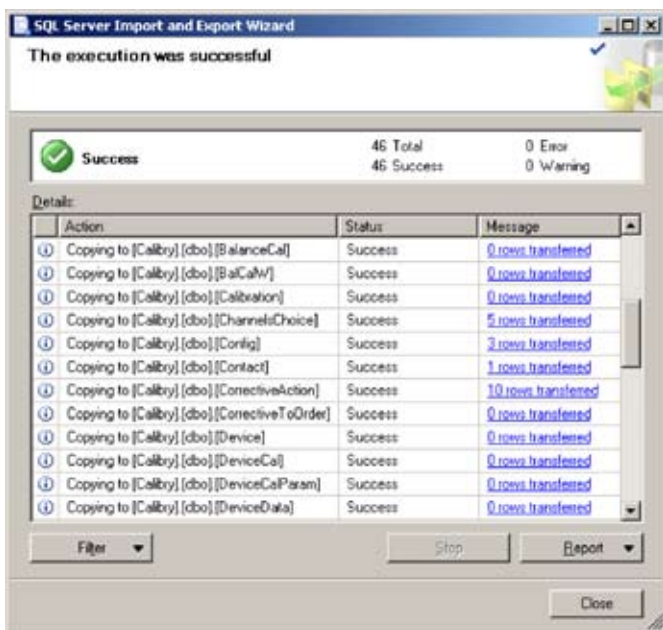 SQL Server Import and Export Wizard
The execution was successful
Success
46 Total
0 Error
46 Success
0 Warning
Details:
Action Status Message
Copying to [Calibry].[dbo].[BalanceCal] Success 0 rows transferred
Copying to [Calibry].[dbo].[BalCalW] Success 0 rows transferred
Copying to [Calibry].[dbo].[Calibration] Success 0 rows transferred
Copying to [Calibry].[dbo].[ChannelsChoice] Success 5 rows transferred
Copying to [Calibry].[dbo].[Config] Success 3 rows transferred
Copying to [Calibry].[dbo].[Contact] Success 1 rows transferred
Copying to [Calibry].[dbo].[CorrectiveAction] Success 10 rows transferred
Copying to [Calibry].[dbo].[CorrectiveToOrder] Success 0 rows transferred
Copying to [Calibry].[dbo].[Device] Success 0 rows transferred
Copying to [Calibry].[dbo].[DeviceCal] Success 0 rows transferred
Copying to [Calibry].[dbo].[DeviceCalParam] Success 0 rows transferred
Copying to [Calibry].[dbo].[DeviceData] Success 0 rows transferred
Filter Stop Report
Close